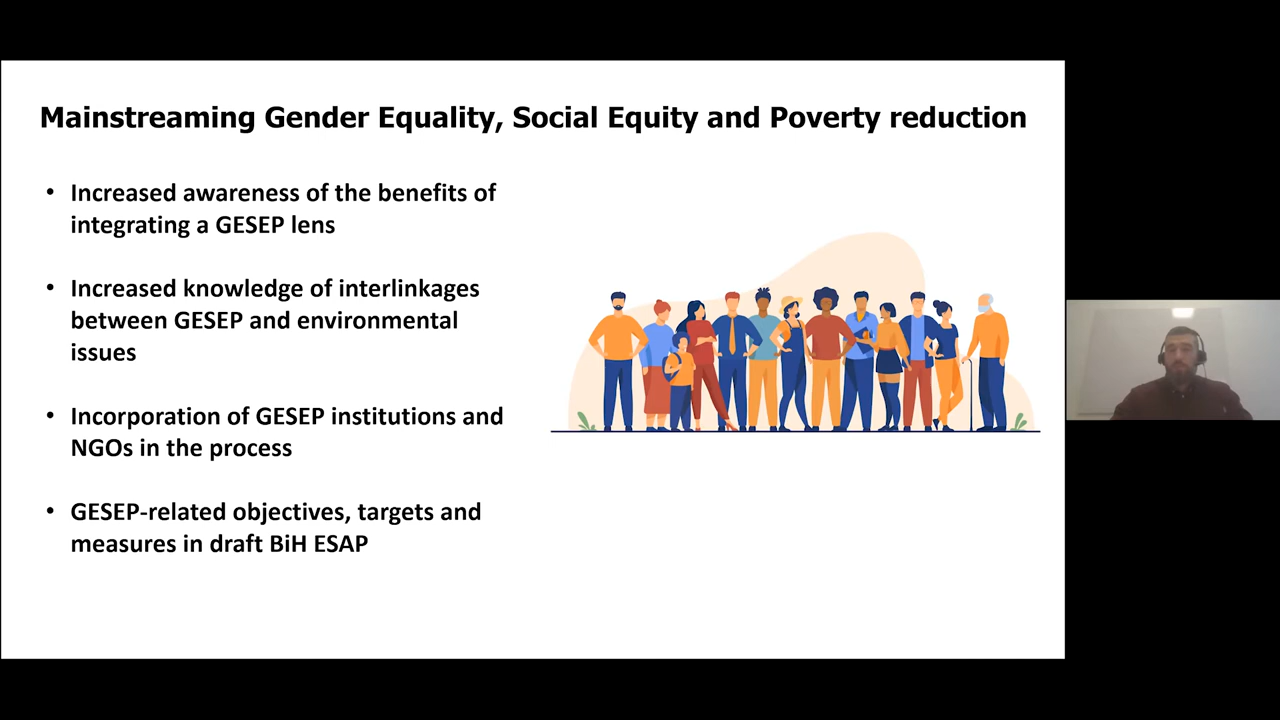 Mainstreaming Gender Equality, Social Equity and Poverty reduction
• Increased awareness of the benefits of
integrating a GESEP lens
• Increased knowledge of interlinkages
between GESEP and environmental
issues
• Incorporation of GESEP institutions and
NGOs in the process
• GESEP-related objectives, targets and
measures in draft BiH ESAP